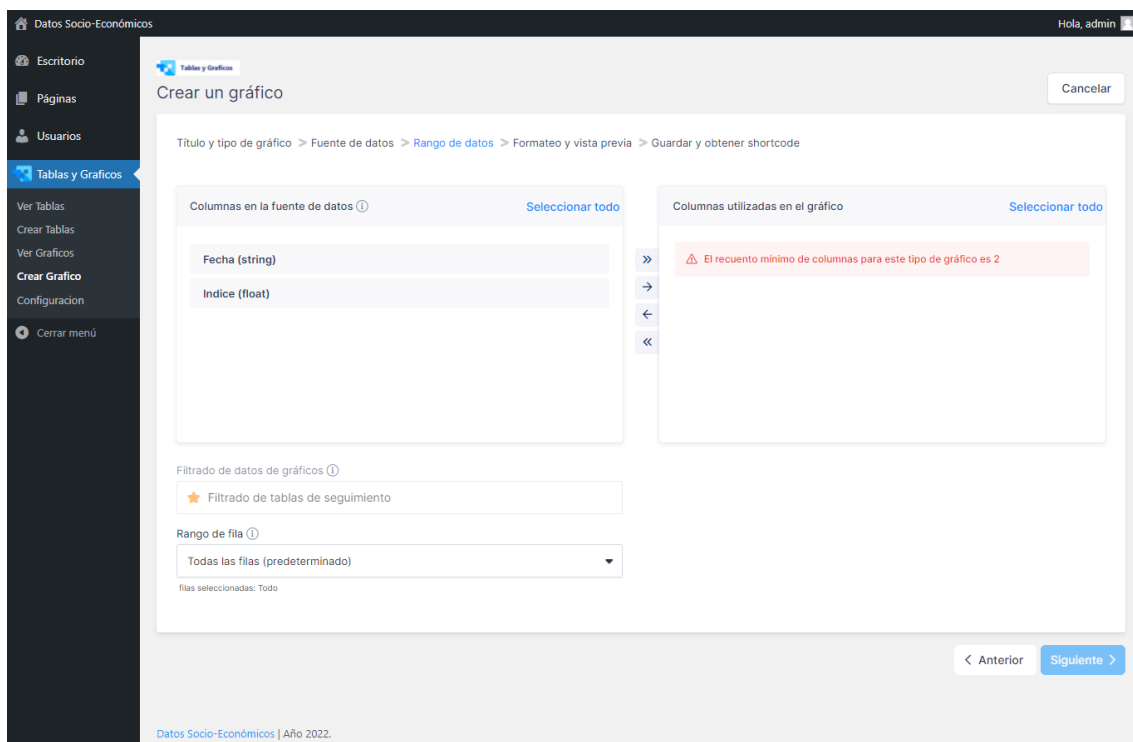 Datos Socio-Económicos
Hola, admin
Escritorio
Páginas
Usuarios
Tablas y Graficos
Ver Tablas
Crear Tablas
Ver Graficos
Crear Grafico
Configuracion
Cerrar menú
Tablas y Graficos
Crear un gráfico
Cancelar
Título y tipo de gráfico > Fuente de datos > Rango de datos > Formateo y vista previa > Guardar y obtener shortcode
Columnas en la fuente de datos
Seleccionar todo
Fecha (string)
Indice (float)
Columnas utilizadas en el gráfico
Seleccionar todo
El recuento mínimo de columnas para este tipo de gráfico es 2
Filtrado de datos de gráficos
Filtrado de tablas de seguimiento
Rango de fila
Todas las filas (predeterminado)
filas seleccionadas: Todo
Anterior
Siguiente
Datos Socio-Económicos | Año 2022.